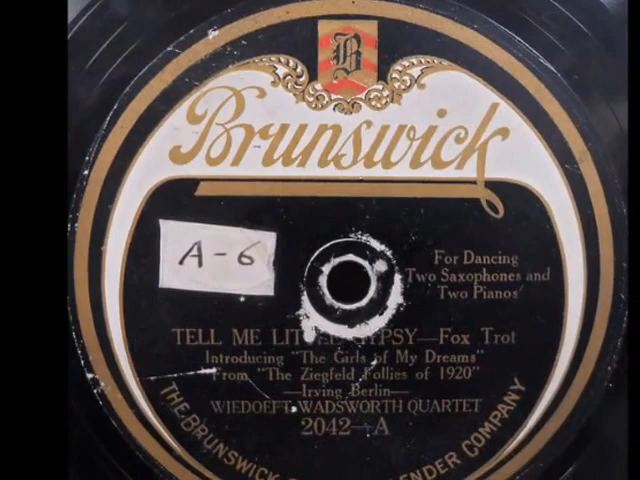 B
Brunswick
A-6
For Dancing
Two Saxophones and
Two Pianos
TELL ME GYPSY—Fox Trot
Introducing "The Girls of My Dreams"
From "The Ziegfeld Follies of 1920"
—Irving Berlin—
WIEDOEFT-WADSWORTH QUARTET
2042-A
THE BRUNSWICK ENDER COMPANY